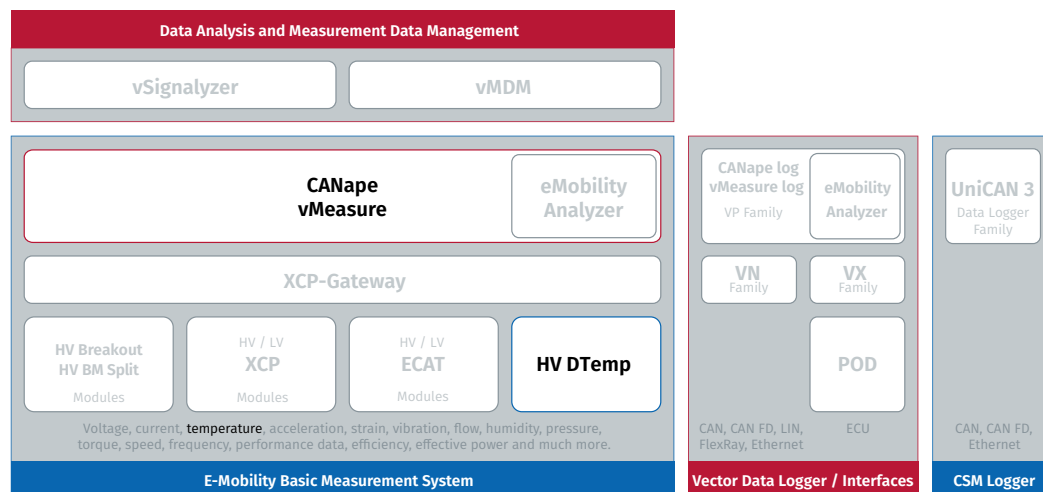 Data Analysis and Measurement Data Management
vSignalyzer
vMDM
CANape
vMeasure
eMobility
Analyzer
XCP-Gateway
HV Breakout
HV BM Split
Modules
HV / LV
XCP
Modules
HV / LV
ECAT
Modules
HV DTemp
Voltage, current, temperature, acceleration, strain, vibration, flow, humidity, pressure,
torque, speed, frequency, performance data, efficiency, effective power and much more.
E-Mobility Basic Measurement System
CANape log
vMeasure log
VP Family
eMobility
Analyzer
VN
Family
VX
Family
POD
CAN, CAN FD, LIN,
FlexRay, Ethernet
ECU
Vector Data Logger / Interfaces
UniCAN 3
Data Logger
Family
CAN, CAN FD,
Ethernet
CSM Logger